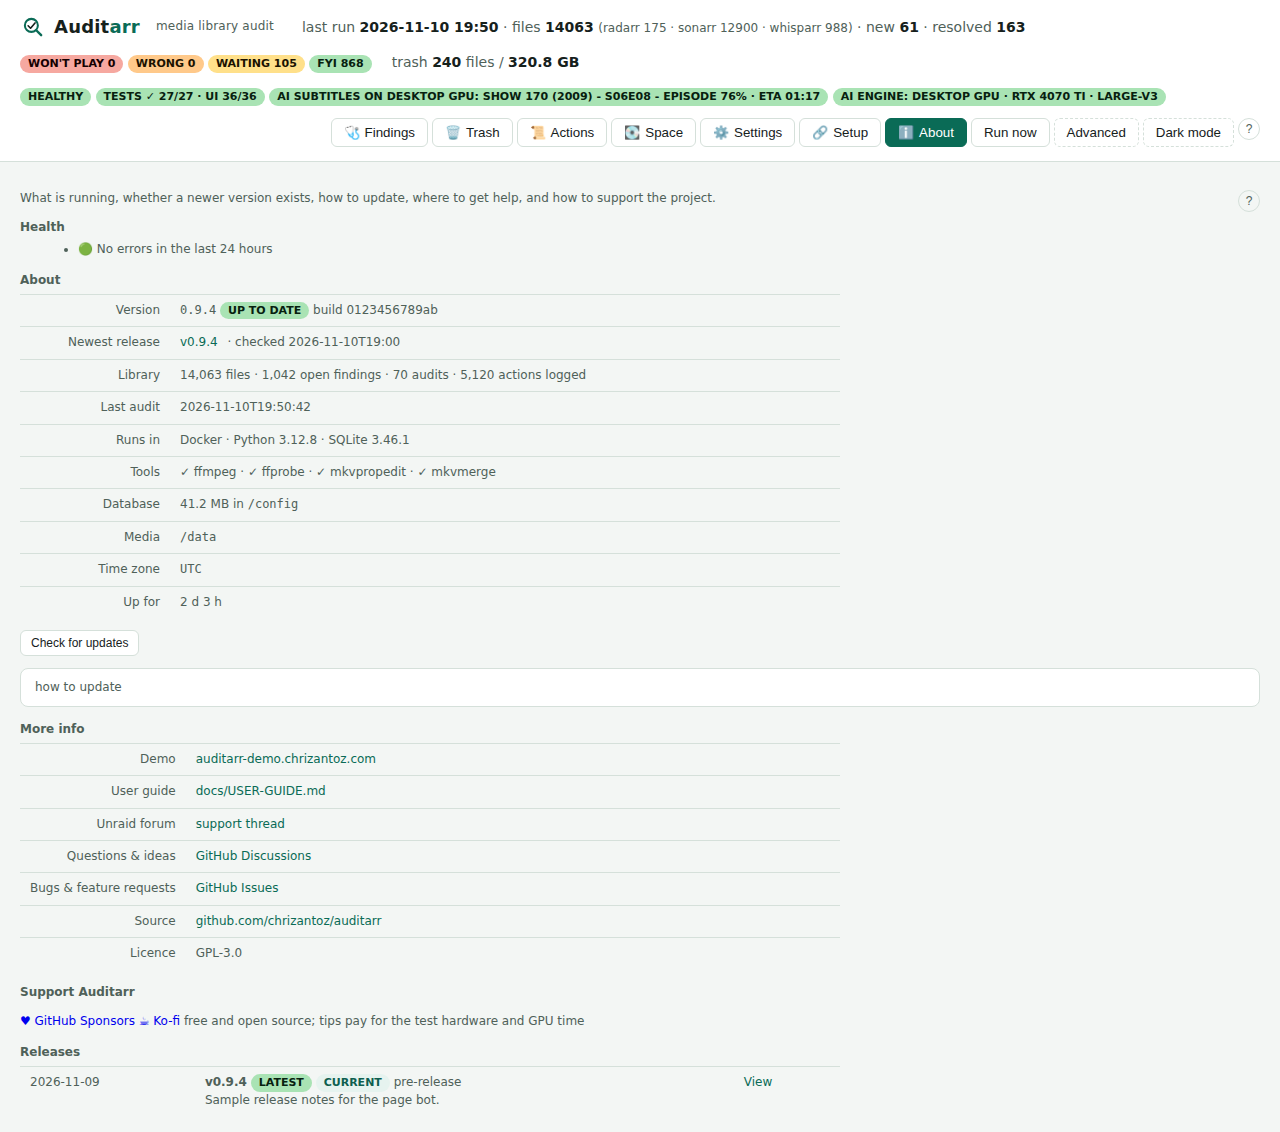 Auditarr media library audit last run 2026-11-10 19:50 · files 14063 (radarr 175 · sonarr 12900 · whisparr 988) · new 61 · resolved 163
WON'T PLAY 0 WRONG 0 WAITING 105 FYI 868 trash 240 files / 320.8 GB
HEALTHY TESTS ✓ 27/27 · UI 36/36 AI SUBTITLES ON DESKTOP GPU: SHOW 170 (2009) - S06E08 - EPISODE 76% · ETA 01:17 AI ENGINE: DESKTOP GPU · RTX 4070 TI · LARGE-V3
Findings Trash Actions Space Settings Setup About Run now Advanced Dark mode ?
What is running, whether a newer version exists, how to update, where to get help, and how to support the project. ?
Health
• No errors in the last 24 hours
About
Version 0.9.4 UP TO DATE build 0123456789ab
Newest release v0.9.4 · checked 2026-11-10T19:00
Library 14,063 files · 1,042 open findings · 70 audits · 5,120 actions logged
Last audit 2026-11-10T19:50:42
Runs in Docker · Python 3.12.8 · SQLite 3.46.1
Tools ✓ ffmpeg · ✓ ffprobe · ✓ mkvpropedit · ✓ mkvmerge
Database 41.2 MB in /config
Media /data
Time zone UTC
Up for 2 d 3 h
Check for updates
how to update
More info
Demo auditarr-demo.chrizantoz.com
User guide docs/USER-GUIDE.md
Unraid forum support thread
Questions & ideas GitHub Discussions
Bugs & feature requests GitHub Issues
Source github.com/chrizantoz/auditarr
Licence GPL-3.0
Support Auditarr
♥ GitHub Sponsors ☕ Ko-fi free and open source; tips pay for the test hardware and GPU time
Releases
2026-11-09 v0.9.4 LATEST CURRENT pre-release View
Sample release notes for the page bot.